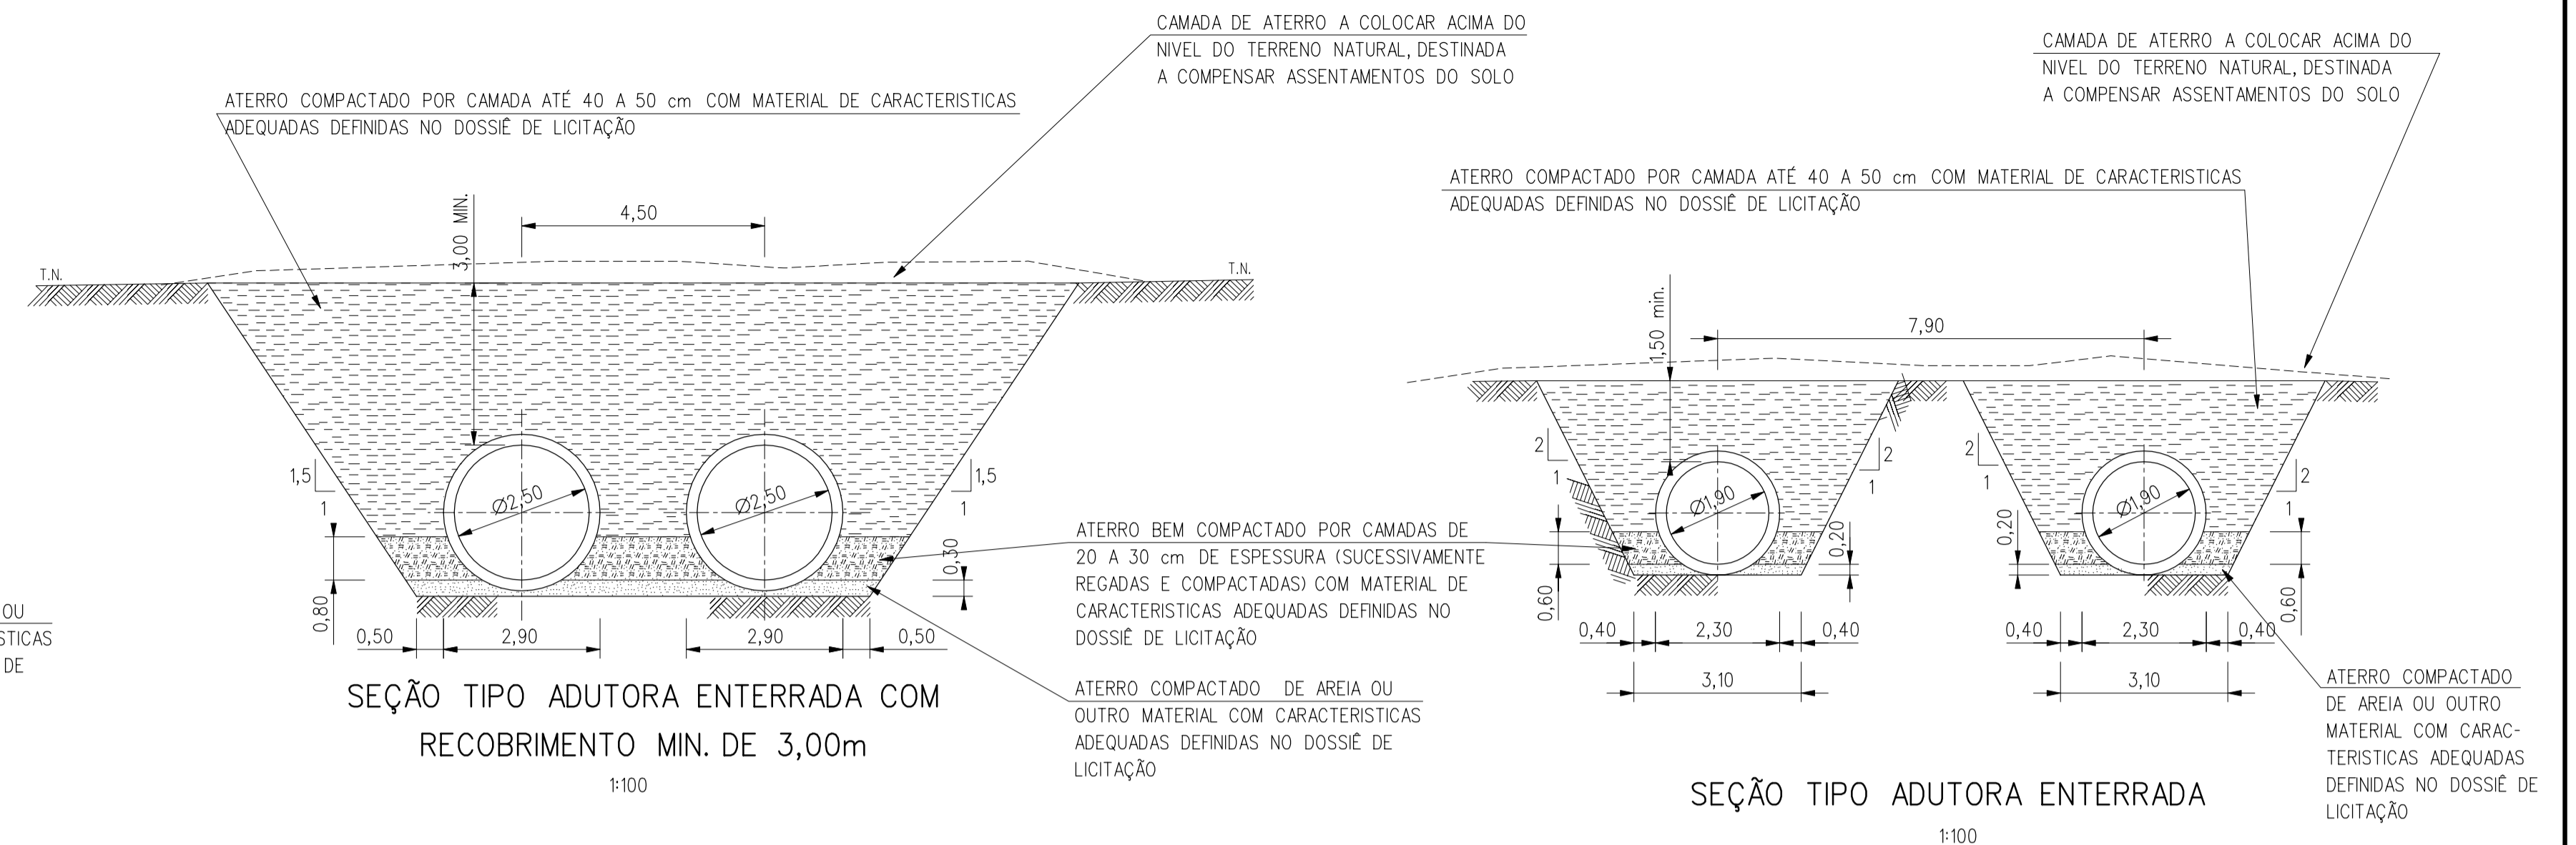 CAMADA DE ATERRO A COLOCAR ACIMA DO
NIVEL DO TERRENO NATURAL, DESTINADA
A COMPENSAR ASSENTAMENTOS DO SOLO
ATERRO COMPACTADO POR CAMADA ATÉ 40 A 50 cm COM MATERIAL DE CARACTERISTICAS
ADEQUADAS DEFINIDAS NO DOSSIÊ DE LICITAÇÃO
3,00 MIN.
4,50
T.N.
T.N.
1,5
1
Ø2,50
Ø2,50
1,5
1
0,80
0,30
0,50
2,90
2,90
0,50
OU
STICAS
DE
ATERRO BEM COMPACTADO POR CAMADAS DE
20 A 30 cm DE ESPESSURA (SUCESSIVAMENTE
REGADAS E COMPACTADAS) COM MATERIAL DE
CARACTERISTICAS ADEQUADAS DEFINIDAS NO
DOSSIÊ DE LICITAÇÃO
ATERRO COMPACTADO DE AREIA OU
OUTRO MATERIAL COM CARACTERISTICAS
ADEQUADAS DEFINIDAS NO DOSSIÊ DE
LICITAÇÃO
SEÇÃO TIPO ADUTORA ENTERRADA COM
RECOBRIMENTO MIN. DE 3,00m
1:100
CAMADA DE ATERRO A COLOCAR ACIMA DO
NIVEL DO TERRENO NATURAL, DESTINADA
A COMPENSAR ASSENTAMENTOS DO SOLO
ATERRO COMPACTADO POR CAMADA ATÉ 40 A 50 cm COM MATERIAL DE CARACTERISTICAS
ADEQUADAS DEFINIDAS NO DOSSIÊ DE LICITAÇÃO
1,50 min.
7,90
2
1
2
1
2
1
2
1
Ø1,90
Ø1,90
0,60
0,20
0,20
0,60
0,40
2,30
0,40
0,40
2,30
0,40
3,10
3,10
ATERRO COMPACTADO
DE AREIA OU OUTRO
MATERIAL COM CARAC-
TERISTICAS ADEQUADAS
DEFINIDAS NO DOSSIÊ DE
LICITAÇÃO
SEÇÃO TIPO ADUTORA ENTERRADA
1:100